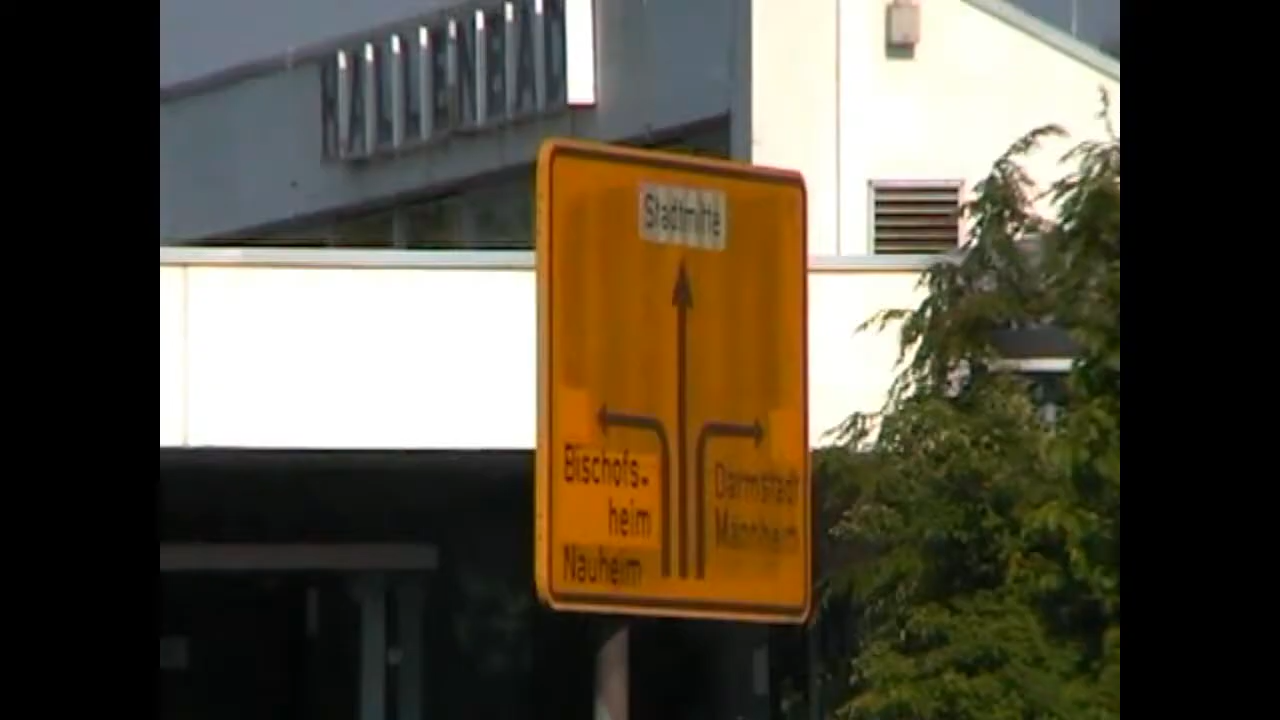 HALLENBAD
Stadtmitte
Bischofs-
heim
Nauheim
Darmstadt
Mannheim